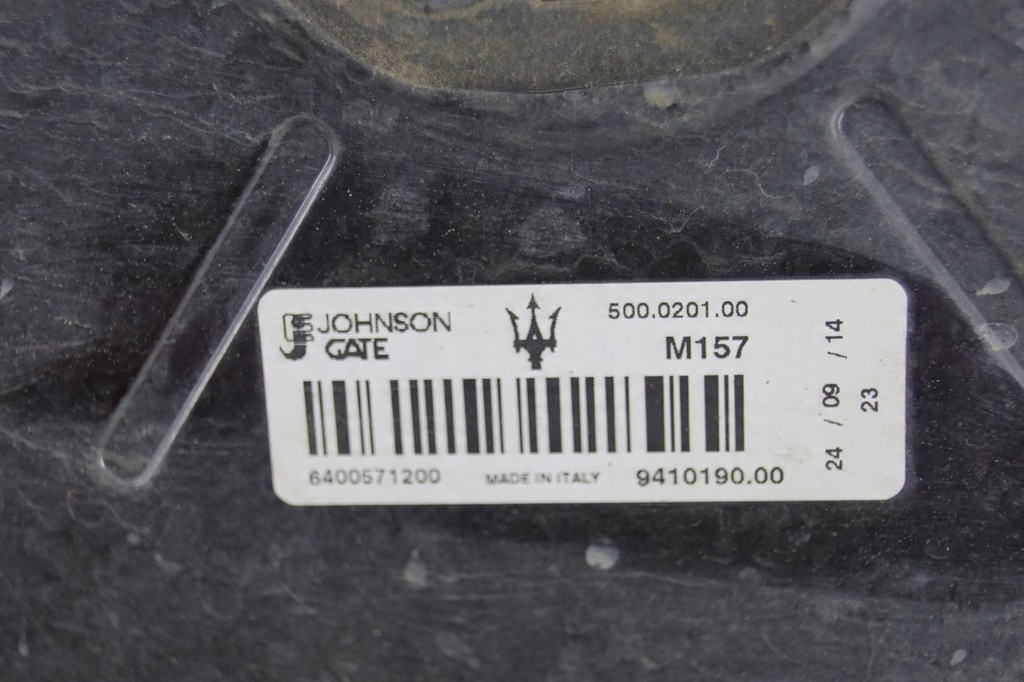 JOHNSON
GATE
500.0201.00
M157
6400571200
MADE IN ITALY
9410190.00
24 / 09 / 14
23